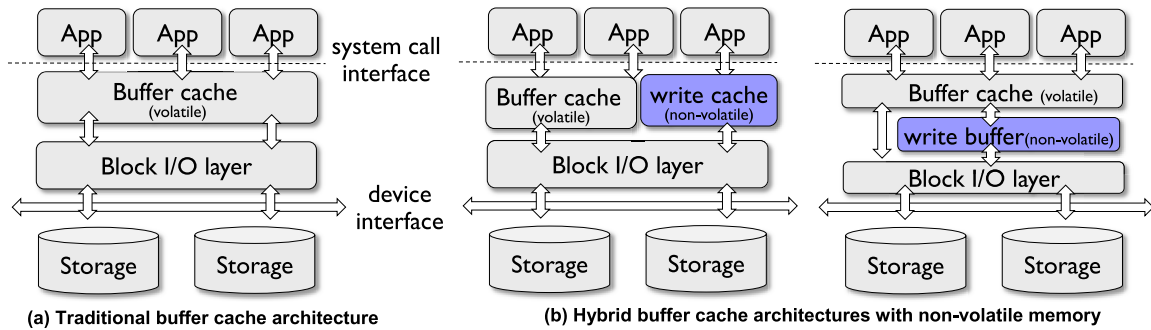 App App App
system call
interface
Buffer cache
(volatile)
Block I/O layer
device
interface
Storage Storage
(a) Traditional buffer cache architecture
App App App
Buffer cache
(volatile)
write cache
(non-volatile)
Block I/O layer
Storage Storage
App App App
Buffer cache (volatile)
write buffer(non-volatile)
Block I/O layer
Storage Storage
(b) Hybrid buffer cache architectures with non-volatile memory